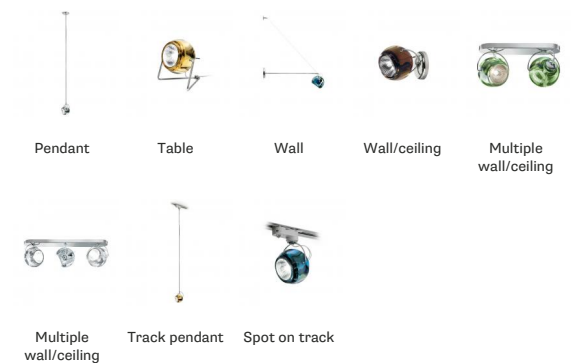 Pendant
Table
Wall
Wall/ceiling
Multiple
wall/ceiling
Multiple
wall/ceiling
Track pendant
Spot on track